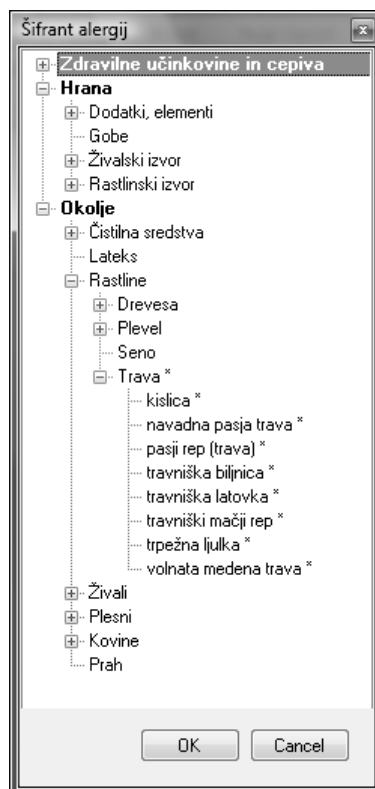 Šifrant alergij
Zdravilne učinkovine in cepiva
Hrana
Dodatki, elementi
Gobe
Živalski izvor
Rastlinski izvor
Okolje
Čistilna sredstva
Lateks
Rastline
Drevesa
Plevel
Seno
Trava *
kislica *
navadna pasja trava *
pasji rep (trava) *
travniška biljnica *
travniška latovka *
travniški mačji rep *
trpežna ljulka *
volnata medena trava *
Živali
Plesni
Kovine
Prah
OK Cancel